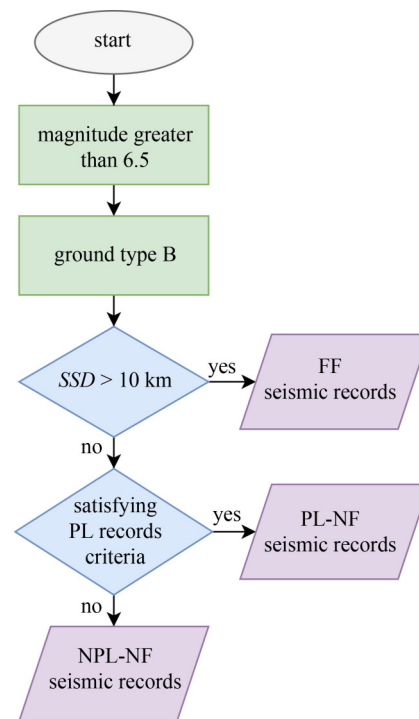 start
magnitude greater
than 6.5
ground type B
SSD > 10 km
yes
FF
seismic records
no
satisfying
PL records
criteria
yes
PL-NF
seismic records
no
NPL-NF
seismic records